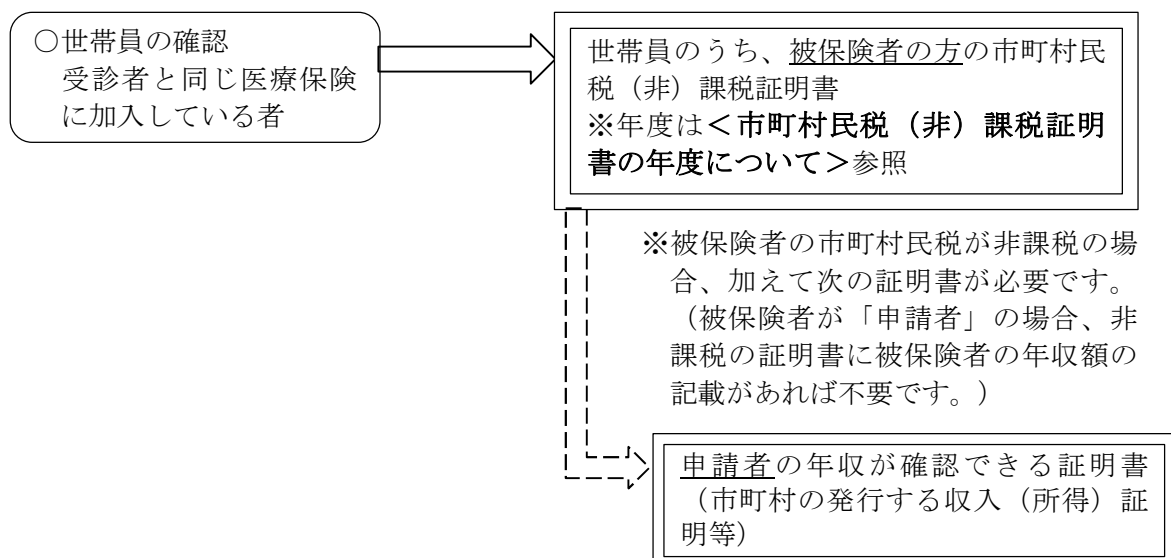 ○世帯員の確認
受診者と同じ医療保険
に加入している者
世帯員のうち、被保険者の方の市町村民
税（非）課税証明書
※年度は＜市町村民税（非）課税証明
書の年度について＞参照
※被保険者の市町村民税が非課税の場
合、加えて次の証明書が必要です。
（被保険者が「申請者」の場合、非
課税の証明書に被保険者の年収額の
記載があれば不要です。）
申請者の年収が確認できる証明書
（市町村の発行する収入（所得）証
明等）